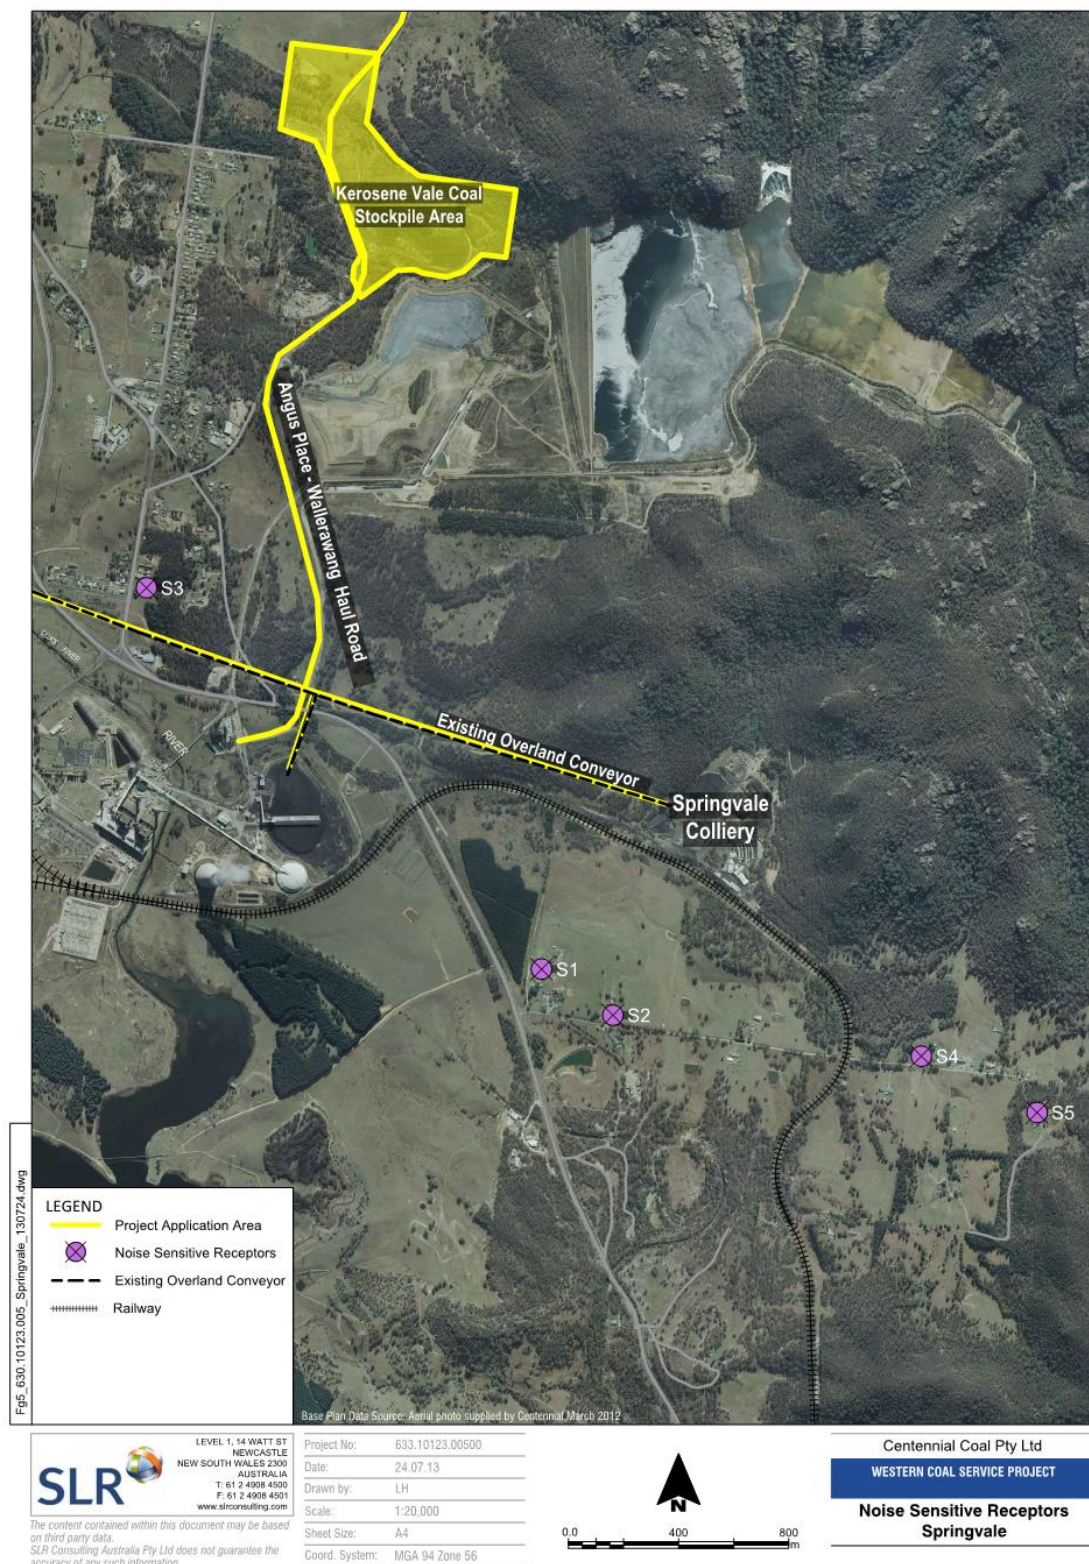 Kerosene Vale Coal
Stockpile Area
Angus Place - Wallerawang Haul Road
S3
RIVER
Existing Overland Conveyor
Springvale
Colliery
S1
S2
S4
S5
Fg5_630.10123.005_Springvale_130724.dwg
LEGEND
Project Application Area
Noise Sensitive Receptors
Existing Overland Conveyor
Railway
Base Plan Data Source: Aerial photo supplied by Centennial March 2012
SLR
LEVEL 1, 14 WATT ST
NEWCASTLE
NEW SOUTH WALES 2300
AUSTRALIA
T: 61 2 4908 4500
F: 61 2 4908 4501
www.slrconsulting.com
The content contained within this document may be based
on third party data.
SLR Consulting Australia Pty Ltd does not guarantee the
accuracy of any such information.
Project No: 633.10123.00500
Date: 24.07.13
Drawn by: LH
Scale: 1:20,000
Sheet Size: A4
Coord. System: MGA 94 Zone 56
N
0.0 400 800
m
Centennial Coal Pty Ltd
WESTERN COAL SERVICE PROJECT
Noise Sensitive Receptors
Springvale